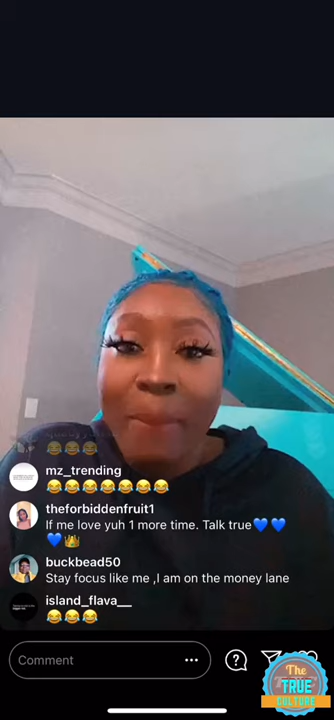 mz_trending
😂😂😂😂😂😂😂
theforbiddenfruit1
If me love yuh 1 more time. Talk true💙💙
💙👑
buckbead50
Stay focus like me ,I am on the money lane
island_flava__
😂😂😂
Comment
The
TRUE
CULTURE